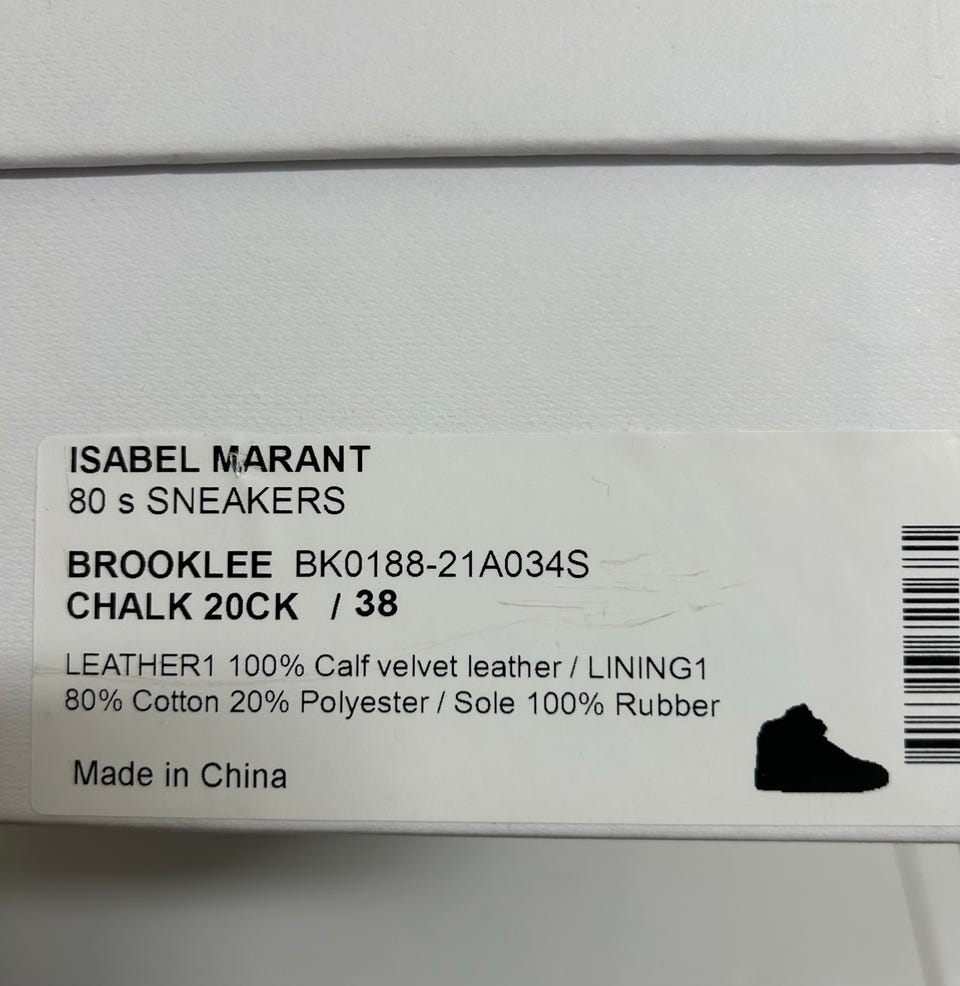 ISABEL MARANT
80 s SNEAKERS
BROOKLEE BK0188-21A034S
CHALK 20CK / 38
LEATHER1 100% Calf velvet leather / LINING1
80% Cotton 20% Polyester / Sole 100% Rubber
Made in China